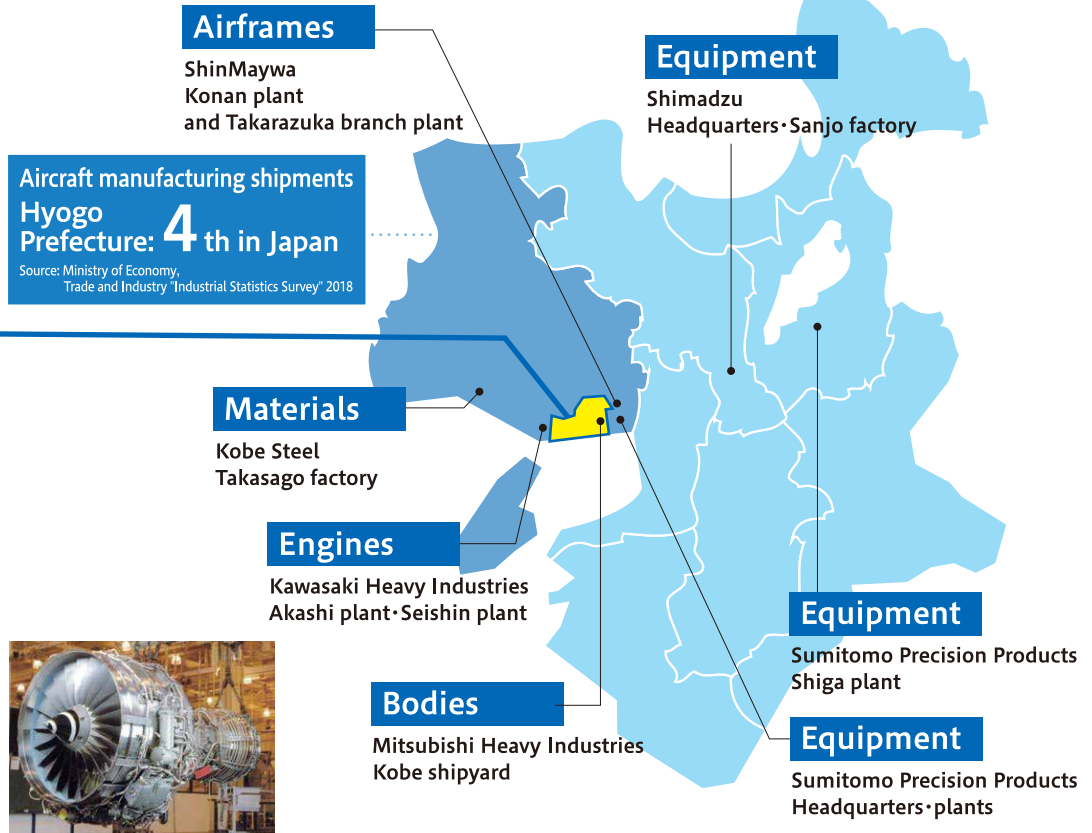 Airframes
ShinMaywa
Konan plant
and Takarazuka branch plant
Equipment
Shimadzu
Headquarters・Sanjo factory
Aircraft manufacturing shipments
Hyogo
Prefecture: 4 th in Japan
Source: Ministry of Economy,
Trade and Industry "Industrial Statistics Survey" 2018
Materials
Kobe Steel
Takasago factory
Engines
Kawasaki Heavy Industries
Akashi plant・Seishin plant
Bodies
Mitsubishi Heavy Industries
Kobe shipyard
Equipment
Sumitomo Precision Products
Shiga plant
Equipment
Sumitomo Precision Products
Headquarters・plants